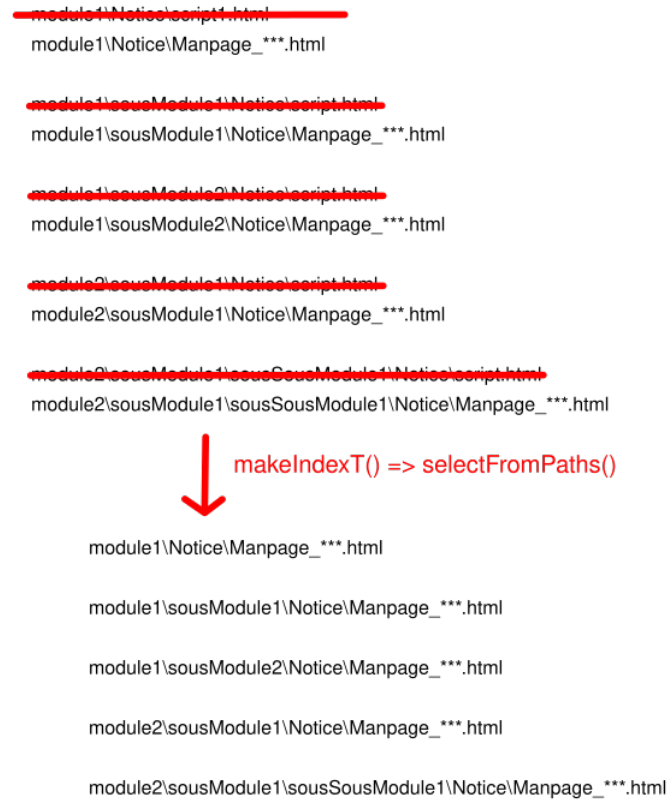 module1\Notice\script1.html
module1\Notice\Manpage_***.html
module1\sousModule1\Notice\script.html
module1\sousModule1\Notice\Manpage_***.html
module1\sousModule2\Notice\script.html
module1\sousModule2\Notice\Manpage_***.html
module2\sousModule1\Notice\script.html
module2\sousModule1\Notice\Manpage_***.html
module2\sousModule1\sousSousModule1\Notice\script.html
module2\sousModule1\sousSousModule1\Notice\Manpage_***.html
makeIndexT() => selectFromPaths()
module1\Notice\Manpage_***.html
module1\sousModule1\Notice\Manpage_***.html
module1\sousModule2\Notice\Manpage_***.html
module2\sousModule1\Notice\Manpage_***.html
module2\sousModule1\sousSousModule1\Notice\Manpage_***.html